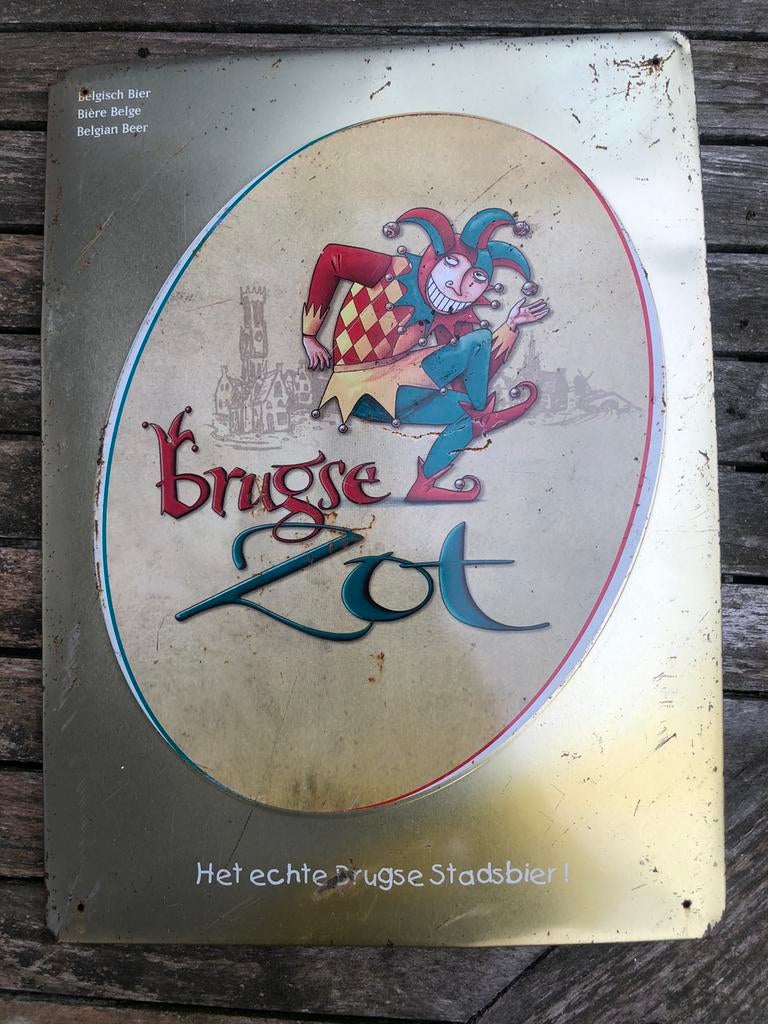 Belgisch Bier
Bière Belge
Belgian Beer
brugse
Zot
Het echte Brugse Stadsbier!